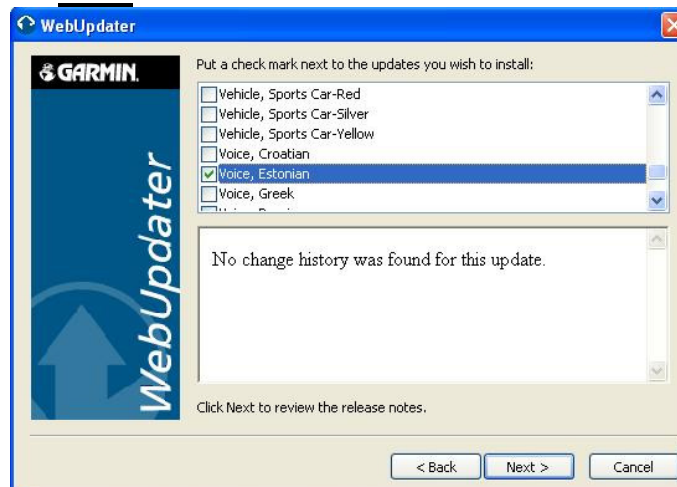 WebUpdater
GARMIN.
WebUpdater
Put a check mark next to the updates you wish to install:
Vehicle, Sports Car-Red
Vehicle, Sports Car-Silver
Vehicle, Sports Car-Yellow
Voice, Croatian
Voice, Estonian
Voice, Greek
No change history was found for this update.
Click Next to review the release notes.
< Back
Next >
Cancel